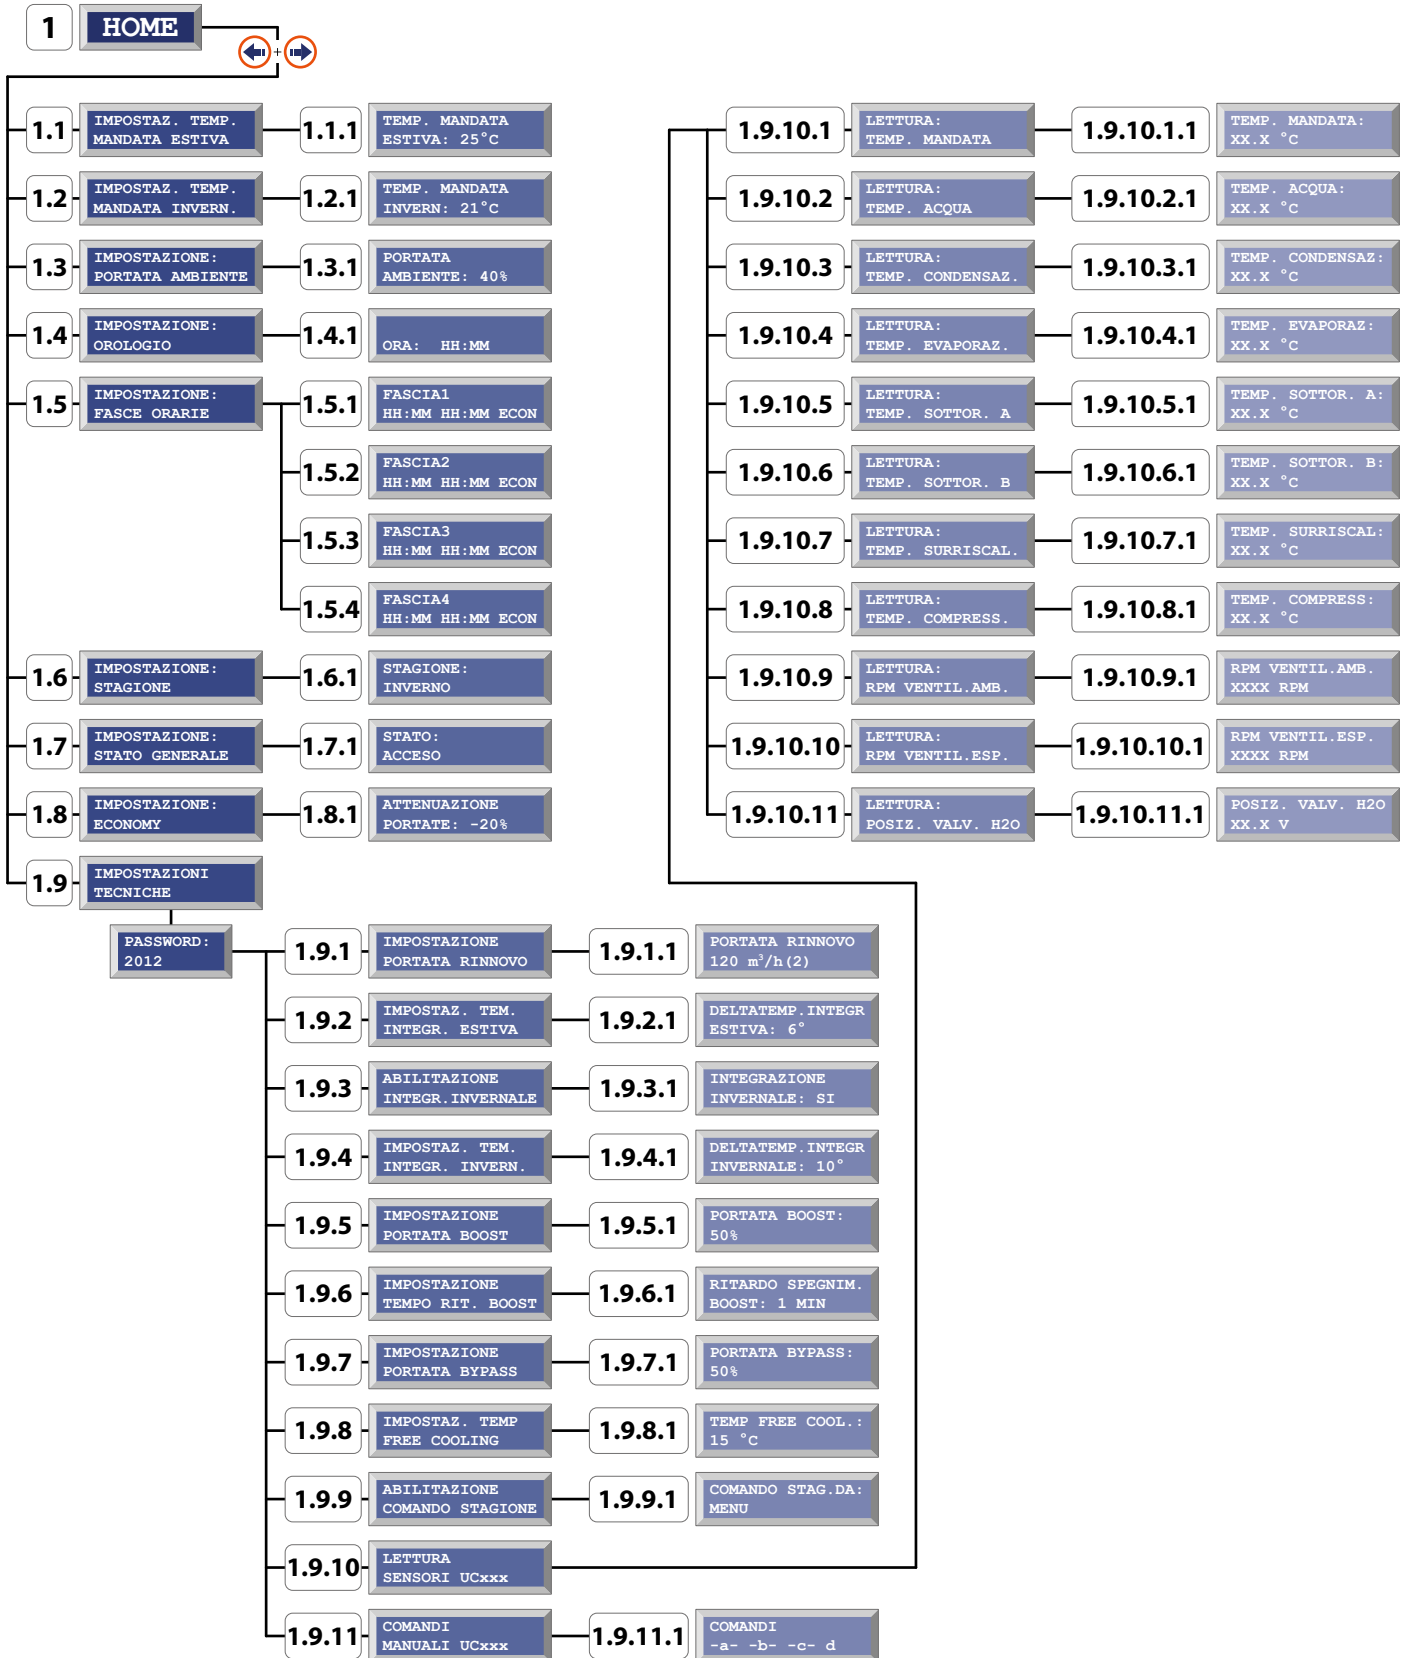 1
HOME
+
1.1
IMPOSTAZ. TEMP.
MANDATA ESTIVA
1.1.1
TEMP. MANDATA
ESTIVA: 25°C
1.2
IMPOSTAZ. TEMP.
MANDATA INVERN.
1.2.1
TEMP. MANDATA
INVERN: 21°C
1.3
IMPOSTAZIONE:
PORTATA AMBIENTE
1.3.1
PORTATA
AMBIENTE: 40%
1.4
IMPOSTAZIONE:
OROLOGIO
1.4.1
ORA: HH:MM
1.5
IMPOSTAZIONE:
FASCE ORARIE
1.5.1
FASCIA1
HH:MM HH:MM ECON
1.5.2
FASCIA2
HH:MM HH:MM ECON
1.5.3
FASCIA3
HH:MM HH:MM ECON
1.5.4
FASCIA4
HH:MM HH:MM ECON
1.6
IMPOSTAZIONE:
STAGIONE
1.6.1
STAGIONE:
INVERNO
1.7
IMPOSTAZIONE:
STATO GENERALE
1.7.1
STATO:
ACCESO
1.8
IMPOSTAZIONE:
ECONOMY
1.8.1
ATTENUAZIONE
PORTATE: -20%
1.9
IMPOSTAZIONI
TECNICHE
PASSWORD:
2012
1.9.1
IMPOSTAZIONE
PORTATA RINNOVO
1.9.1.1
PORTATA RINNOVO
120 m³/h(2)
1.9.2
IMPOSTAZ. TEM.
INTEGR. ESTIVA
1.9.2.1
DELTATEMP.INTEGR
ESTIVA: 6°
1.9.3
ABILITAZIONE
INTEGR.INVERNALE
1.9.3.1
INTEGRAZIONE
INVERNALE: SI
1.9.4
IMPOSTAZ. TEM.
INTEGR. INVERN.
1.9.4.1
DELTATEMP.INTEGR
INVERNALE: 10°
1.9.5
IMPOSTAZIONE
PORTATA BOOST
1.9.5.1
PORTATA BOOST:
50%
1.9.6
IMPOSTAZIONE
TEMPO RIT. BOOST
1.9.6.1
RITARDO SPEGNIM.
BOOST: 1 MIN
1.9.7
IMPOSTAZIONE
PORTATA BYPASS
1.9.7.1
PORTATA BYPASS:
50%
1.9.8
IMPOSTAZ. TEMP
FREE COOLING
1.9.8.1
TEMP FREE COOL.:
15 °C
1.9.9
ABILITAZIONE
COMANDO STAGIONE
1.9.9.1
COMANDO STAG.DA:
MENU
1.9.10
LETTURA
SENSORI UCxxx
1.9.11
COMANDI
MANUALI UCxxx
1.9.11.1
COMANDI
-a- -b- -c- d
1.9.10.1
LETTURA:
TEMP. MANDATA
1.9.10.1.1
TEMP. MANDATA:
XX.X °C
1.9.10.2
LETTURA:
TEMP. ACQUA
1.9.10.2.1
TEMP. ACQUA:
XX.X °C
1.9.10.3
LETTURA:
TEMP. CONDENSAZ.
1.9.10.3.1
TEMP. CONDENSAZ:
XX.X °C
1.9.10.4
LETTURA:
TEMP. EVAPORAZ.
1.9.10.4.1
TEMP. EVAPORAZ:
XX.X °C
1.9.10.5
LETTURA:
TEMP. SOTTOR. A
1.9.10.5.1
TEMP. SOTTOR. A:
XX.X °C
1.9.10.6
LETTURA:
TEMP. SOTTOR. B
1.9.10.6.1
TEMP. SOTTOR. B:
XX.X °C
1.9.10.7
LETTURA:
TEMP. SURRISCAL.
1.9.10.7.1
TEMP. SURRISCAL:
XX.X °C
1.9.10.8
LETTURA:
TEMP. COMPRESS.
1.9.10.8.1
TEMP. COMPRESS:
XX.X °C
1.9.10.9
LETTURA:
RPM VENTIL.AMB.
1.9.10.9.1
RPM VENTIL.AMB.
XXXX RPM
1.9.10.10
LETTURA:
RPM VENTIL.ESP.
1.9.10.10.1
RPM VENTIL.ESP.
XXXX RPM
1.9.10.11
LETTURA:
POSIZ. VALV. H2O
1.9.10.11.1
POSIZ. VALV. H2O
XX.X V